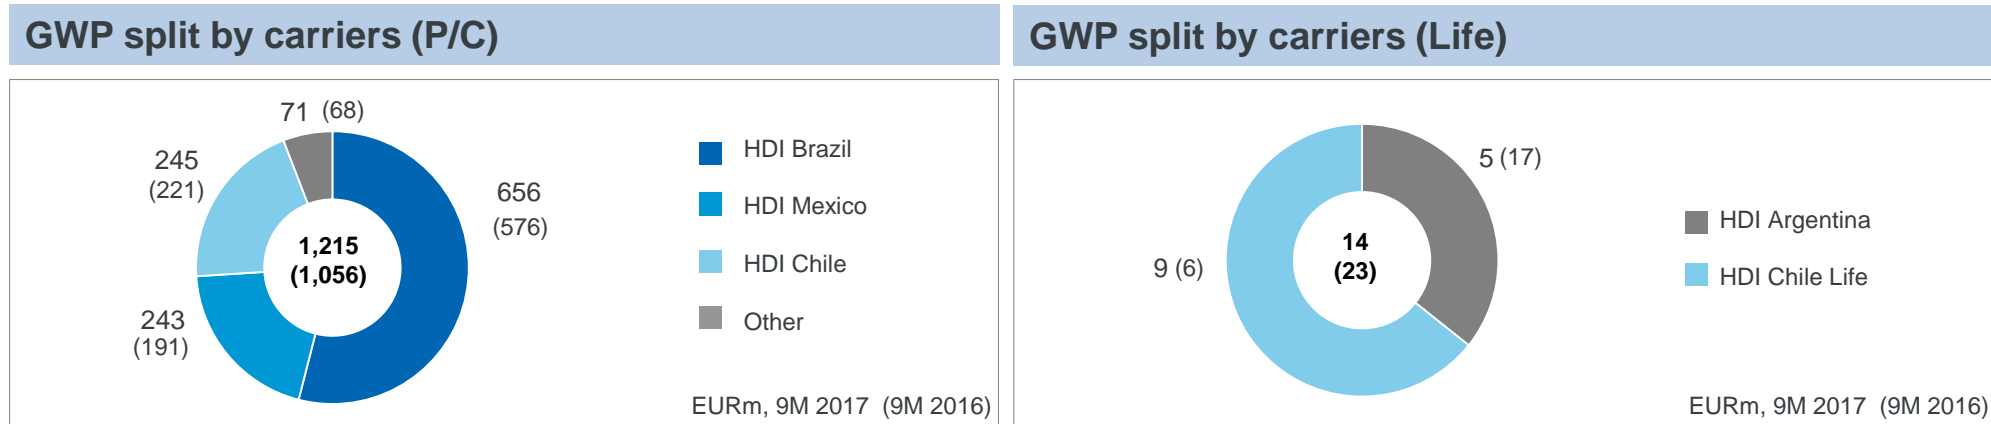 GWP split by carriers (P/C)
71 (68)
245
(221)
656
(576)
1,215
(1,056)
243
(191)
HDI Brazil
HDI Mexico
HDI Chile
Other
EURm, 9M 2017 (9M 2016)
GWP split by carriers (Life)
5 (17)
9 (6)
14
(23)
HDI Argentina
HDI Chile Life
EURm, 9M 2017 (9M 2016)